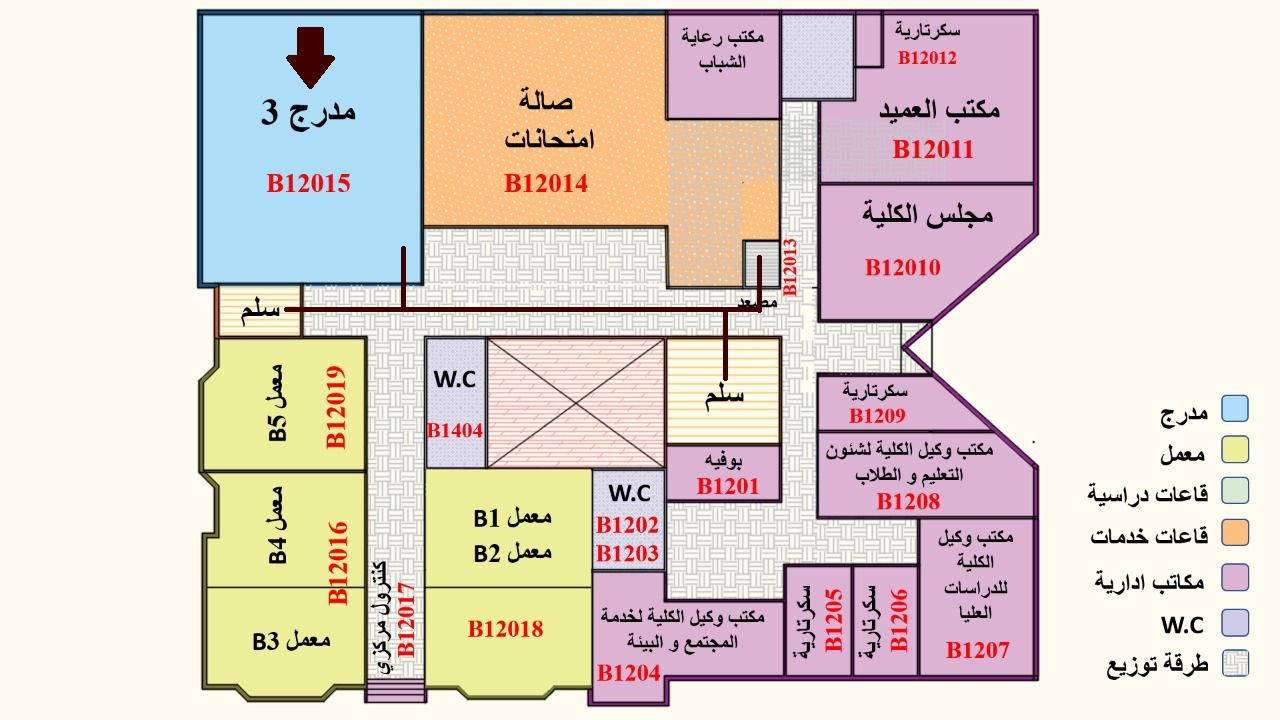 مدرج 3
B12015
صالة
امتحانات
B12014
مكتب رعاية
الشباب
سكرتارية
B12012
مكتب العميد
B12011
مجلس الكلية
B12010
B12013
مصعد
سلم
معمل B5
B12019
W.C
B1404
سلم
سكرتارية
B1209
مكتب وكيل الكلية لشئون
التعليم و الطلاب
B1208
بوفيه
B1201
W.C
B1202
B1203
معمل B1
معمل B2
معمل B4
B12016
كنترول مركزي
B12017
معمل B3
B12018
مكتب وكيل الكلية لخدمة
المجتمع و البيئة
B1204
سكرتارية
B1205
سكرتارية
B1206
مكتب وكيل
الكلية
للدراسات
العليا
B1207
مدرج
معمل
قاعات دراسية
قاعات خدمات
مكاتب ادارية
W.C
طرقة توزيع